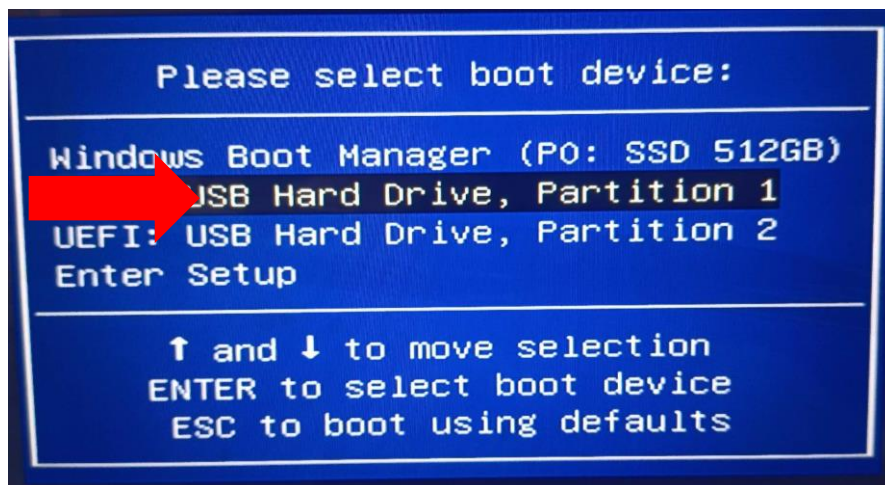 Please select boot device:
Windows Boot Manager (P0: SSD 512GB)
USB Hard Drive, Partition 1
UEFI: USB Hard Drive, Partition 2
Enter Setup
↑ and ↓ to move selection
ENTER to select boot device
ESC to boot using defaults